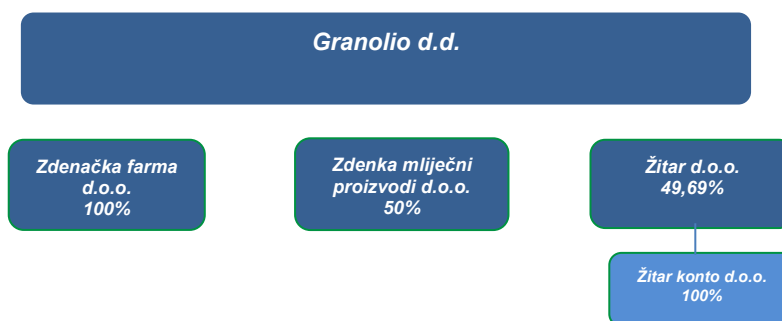 Granolio d.d.
Zdenačka farma
d.o.o.
100%
Zdenka mliječni
proizvodi d.o.o.
50%
Žitar d.o.o.
49,69%
Žitar konto d.o.o.
100%